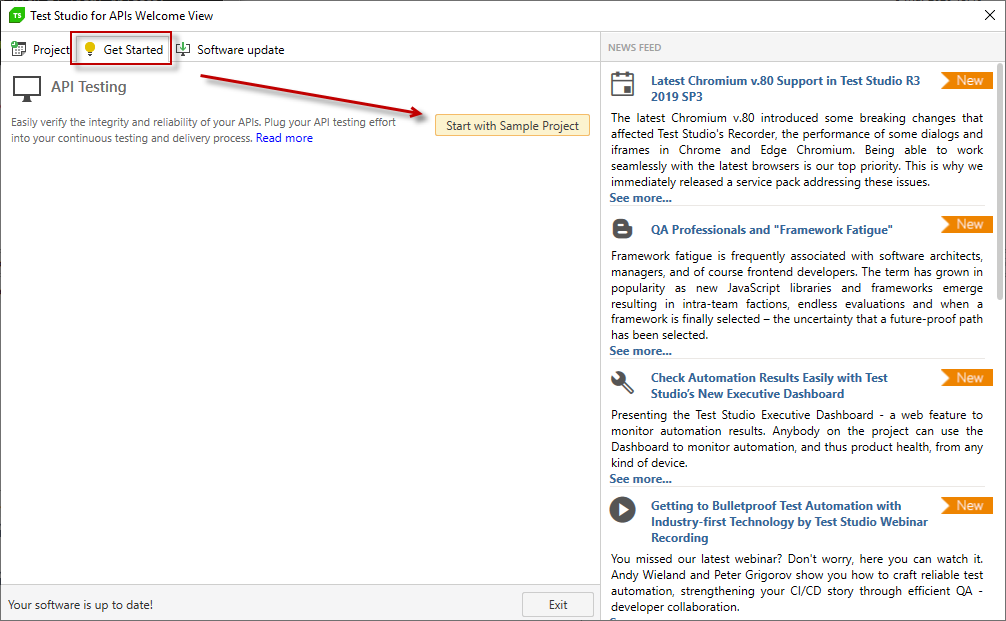 TS Test Studio for APIs Welcome View
Project
Get Started
Software update
API Testing
Easily verify the integrity and reliability of your APIs. Plug your API testing effort
into your continuous testing and delivery process. Read more
Start with Sample Project
Your software is up to date!
Exit
NEWS FEED
Latest Chromium v.80 Support in Test Studio R3
2019 SP3
New
The latest Chromium v.80 introduced some breaking changes that
affected Test Studio's Recorder, the performance of some dialogs and
iframes in Chrome and Edge Chromium. Being able to work
seamlessly with the latest browsers is our top priority. This is why we
immediately released a service pack addressing these issues.
See more...
QA Professionals and "Framework Fatigue"
New
Framework fatigue is frequently associated with software architects,
managers, and of course frontend developers. The term has grown in
popularity as new JavaScript libraries and frameworks emerge
resulting in intra-team factions, endless evaluations and when a
framework is finally selected – the uncertainty that a future-proof path
has been selected.
See more...
Check Automation Results Easily with Test
Studio’s New Executive Dashboard
New
Presenting the Test Studio Executive Dashboard - a web feature to
monitor automation results. Anybody on the project can use the
Dashboard to monitor automation, and thus product health, from any
kind of device.
See more...
Getting to Bulletproof Test Automation with
Industry-first Technology by Test Studio Webinar
Recording
New
You missed our latest webinar? Don't worry, here you can watch it.
Andy Wieland and Peter Grigorov show you how to craft reliable test
automation, strengthening your CI/CD story through efficient QA -
developer collaboration.